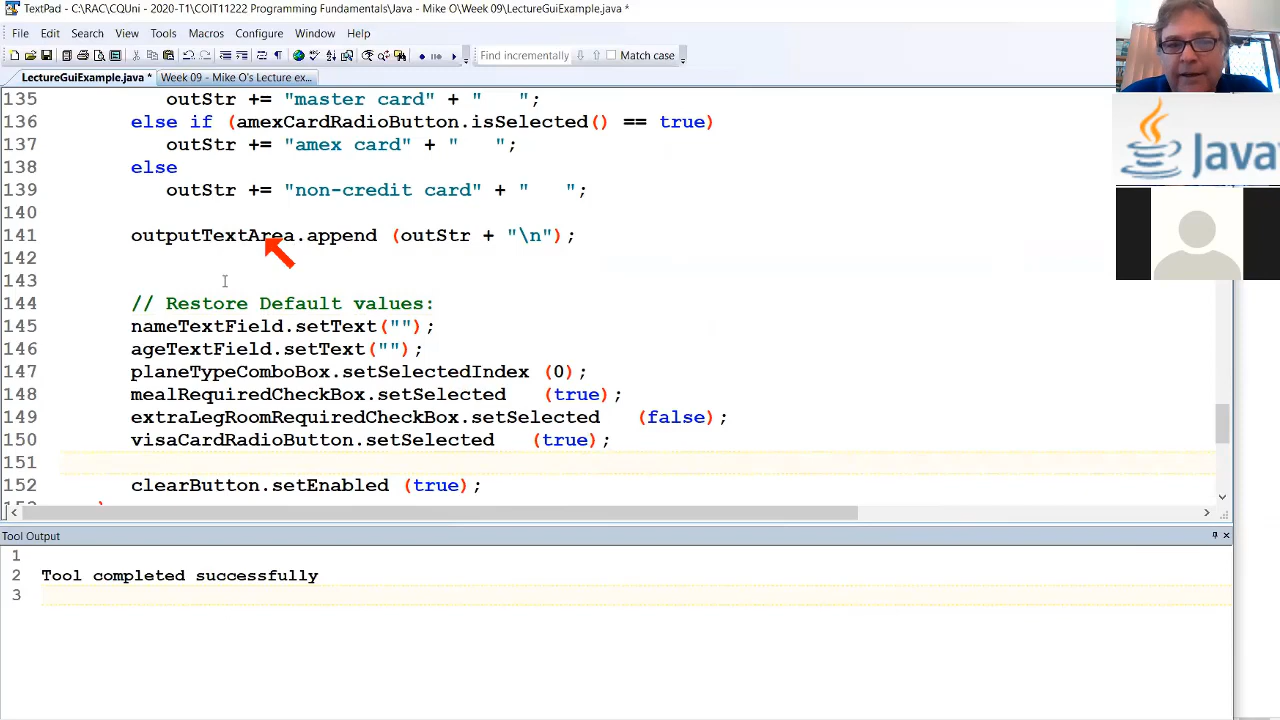 TextPad - C:\RAC\CQUni - 2020-T1\COIT11222 Programming Fundamentals\Java - Mike O\Week 09\LectureGuiExample.java *
File Edit Search View Tools Macros Configure Window Help
Find incrementally Match case
LectureGuiExample.java * Week 09 - Mike O's Lecture ex...
135 outStr += "master card" + "   ";
136 else if (amexCardRadioButton.isSelected() == true)
137 outStr += "amex card" + "   ";
138 else
139 outStr += "non-credit card" + "   ";
140
141 outputTextArea.append (outStr + "\n");
142
143
144 // Restore Default values:
145 nameTextField.setText("");
146 ageTextField.setText("");
147 planeTypeComboBox.setSelectedIndex (0);
148 mealRequiredCheckBox.setSelected   (true);
149 extraLegRoomRequiredCheckBox.setSelected   (false);
150 visaCardRadioButton.setSelected   (true);
151
152 clearButton.setEnabled (true);
Tool Output
1
2 Tool completed successfully
3
Java